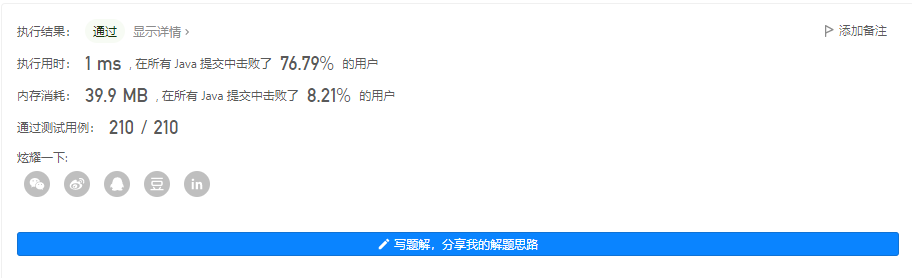 执行结果： 通过 显示详情 › 添加备注
执行用时： 1 ms , 在所有 Java 提交中击败了 76.79% 的用户
内存消耗： 39.9 MB , 在所有 Java 提交中击败了 8.21% 的用户
通过测试用例： 210 / 210
炫耀一下:
豆 in
写题解，分享我的解题思路